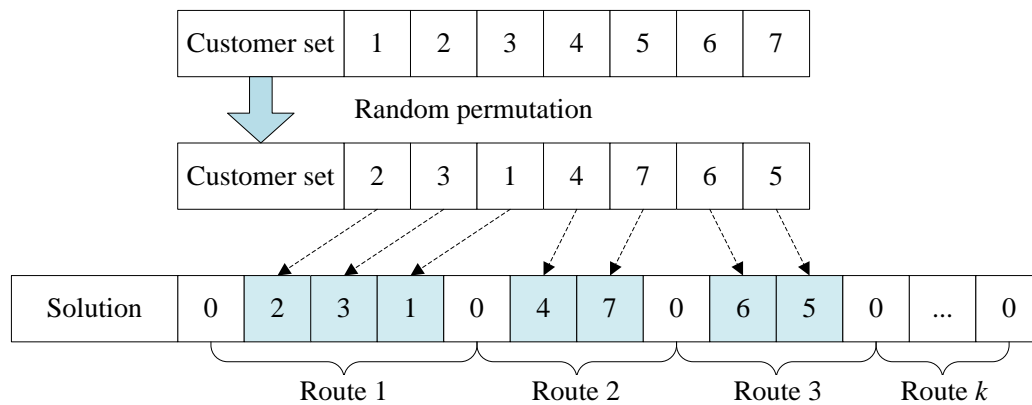 Customer set 1 2 3 4 5 6 7
Random permutation
Customer set 2 3 1 4 7 6 5
Solution 0 2 3 1 0 4 7 0 6 5 0 ... 0
Route 1 Route 2 Route 3 Route k